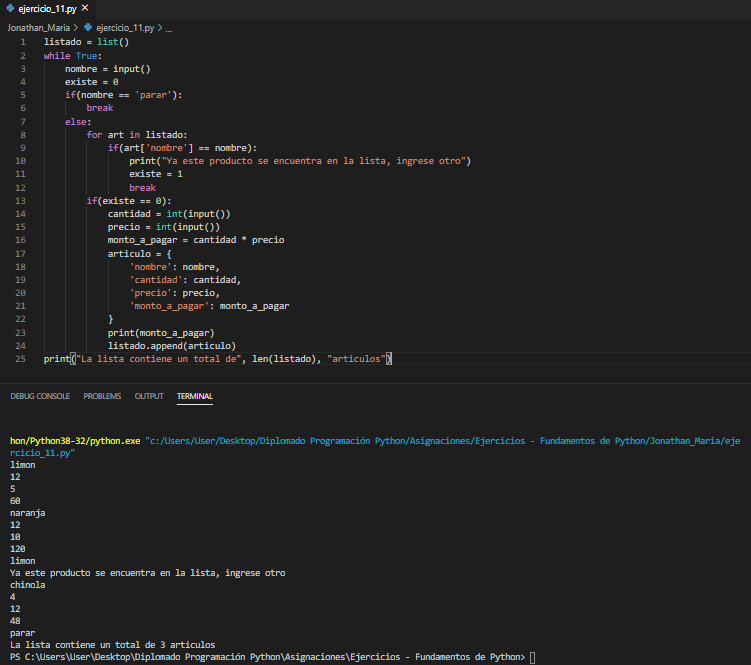 ejercicio_11.py ✕
Jonathan_Maria > ejercicio_11.py > ...
1 listado = list()
2 while True:
3     nombre = input()
4     existe = 0
5     if(nombre == 'parar'):
6         break
7     else:
8         for art in listado:
9             if(art['nombre'] == nombre):
10                 print("Ya este producto se encuentra en la lista, ingrese otro")
11                 existe = 1
12                 break
13         if(existe == 0):
14             cantidad = int(input())
15             precio = int(input())
16             monto_a_pagar = cantidad * precio
17             articulo = {
18                 'nombre': nombre,
19                 'cantidad': cantidad,
20                 'precio': precio,
21                 'monto_a_pagar': monto_a_pagar
22             }
23             print(monto_a_pagar)
24             listado.append(articulo)
25 print("La lista contiene un total de", len(listado), "articulos")
DEBUG CONSOLE PROBLEMS OUTPUT TERMINAL
hon/Python38-32/python.exe "c:/Users/User/Desktop/Diplomado Programación Python/Asignaciones/Ejercicios - Fundamentos de Python/Jonathan_Maria/eje
rcicio_11.py"
limon
12
5
60
naranja
12
10
120
limon
Ya este producto se encuentra en la lista, ingrese otro
chinola
4
12
48
parar
La lista contiene un total de 3 articulos
PS C:\Users\User\Desktop\Diplomado Programación Python\Asignaciones\Ejercicios - Fundamentos de Python>